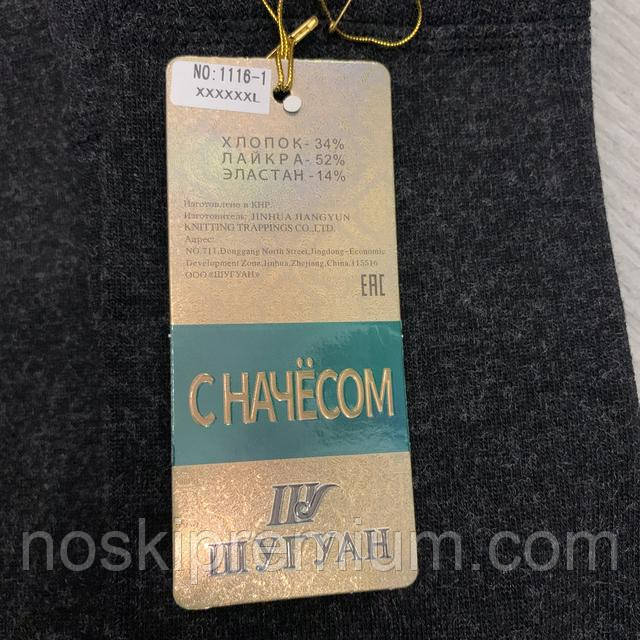 NO:1116-1
XXXXXXL
ХЛОПОК- 34%
ЛАЙКРА- 52%
ЭЛАСТАН-14%
Изготовлено в КНР.
Изготовитель: JINHUA JIANGYUN
KNITTING TRAPPINGS CO.,LTD.
Адрес:
NO.711,Donggang North Street,Jingdong-Economic
Development Zone,Jinhua,Zhejiang,China.115516
ООО «ШУГУАН»
EAC
С НАЧЁСОМ
ШУГУАН
noskipremium.com